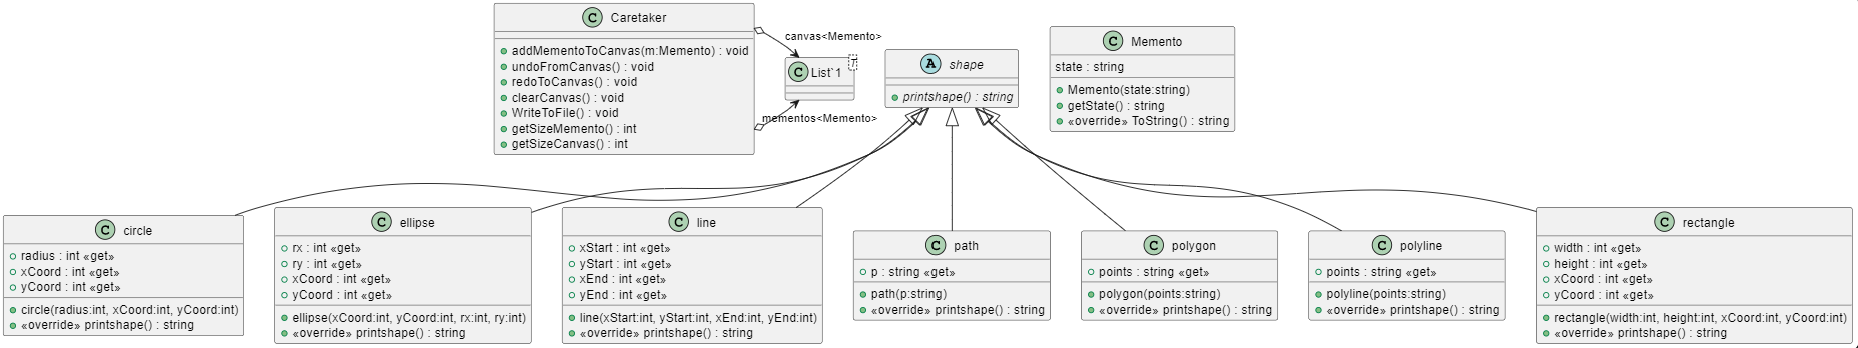 C Caretaker
addMementoToCanvas(m:Memento) : void
undoFromCanvas() : void
redoToCanvas() : void
clearCanvas() : void
WriteToFile() : void
getSizeMemento() : int
getSizeCanvas() : int
canvas<Memento>
C List`1
T
mementos<Memento>
A shape
printshape() : string
C Memento
state : string
Memento(state:string)
getState() : string
«override» ToString() : string
C circle
radius : int «get»
xCoord : int «get»
yCoord : int «get»
circle(radius:int, xCoord:int, yCoord:int)
«override» printshape() : string
C ellipse
rx : int «get»
ry : int «get»
xCoord : int «get»
yCoord : int «get»
ellipse(xCoord:int, yCoord:int, rx:int, ry:int)
«override» printshape() : string
C line
xStart : int «get»
yStart : int «get»
xEnd : int «get»
yEnd : int «get»
line(xStart:int, yStart:int, xEnd:int, yEnd:int)
«override» printshape() : string
C path
p : string «get»
path(p:string)
«override» printshape() : string
C polygon
points : string «get»
polygon(points:string)
«override» printshape() : string
C polyline
points : string «get»
polyline(points:string)
«override» printshape() : string
C rectangle
width : int «get»
height : int «get»
xCoord : int «get»
yCoord : int «get»
rectangle(width:int, height:int, xCoord:int, yCoord:int)
«override» printshape() : string